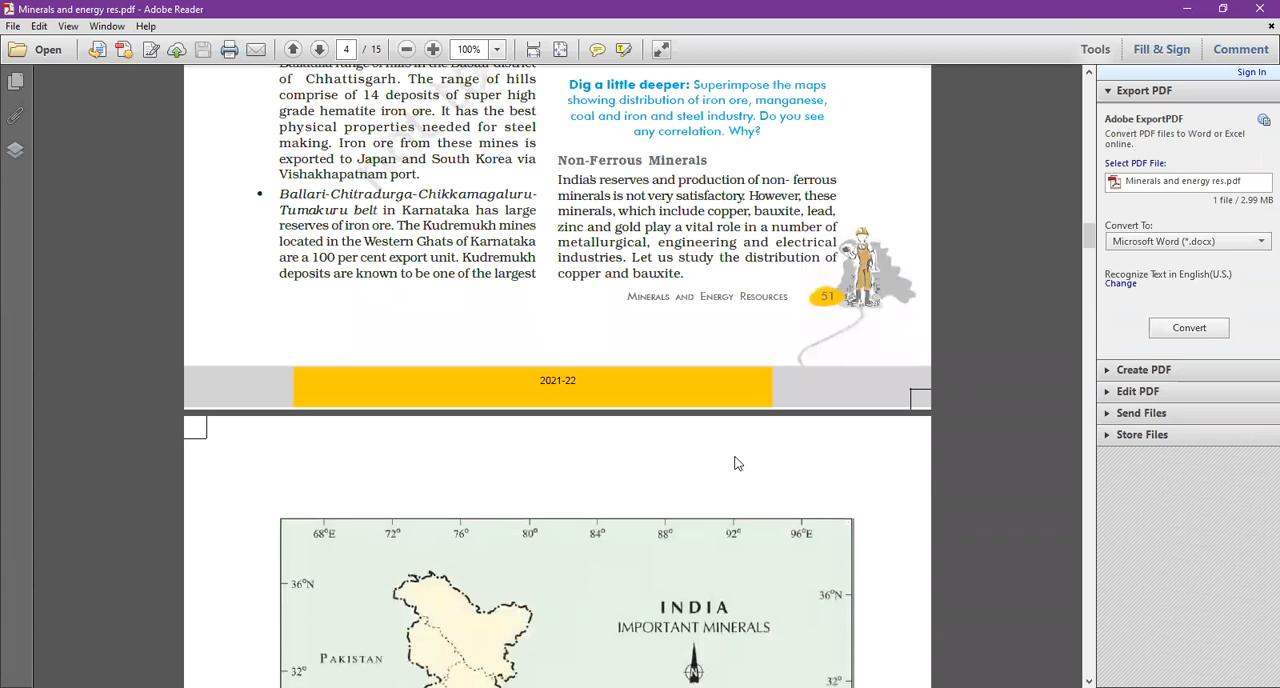 Minerals and energy res.pdf - Adobe Reader
File Edit View Window Help
Open 4 / 15 100% Tools Fill & Sign Comment
Sign In
of Chhattisgarh. The range of hills
comprise of 14 deposits of super high
grade hematite iron ore. It has the best
physical properties needed for steel
making. Iron ore from these mines is
exported to Japan and South Korea via
Vishakhapatnam port.
• Ballari-Chitradurga-Chikkamagaluru-
Tumakuru belt in Karnataka has large
reserves of iron ore. The Kudremukh mines
located in the Western Ghats of Karnataka
are a 100 per cent export unit. Kudremukh
deposits are known to be one of the largest
Dig a little deeper: Superimpose the maps
showing distribution of iron ore, manganese,
coal and iron and steel industry. Do you see
any correlation. Why?
Non-Ferrous Minerals
India's reserves and production of non- ferrous
minerals is not very satisfactory. However, these
minerals, which include copper, bauxite, lead,
zinc and gold play a vital role in a number of
metallurgical, engineering and electrical
industries. Let us study the distribution of
copper and bauxite.
MINERALS AND ENERGY RESOURCES 51
2021-22
68°E 72° 76° 80° 84° 88° 92° 96°E
36°N 36°N
INDIA
IMPORTANT MINERALS
PAKISTAN
N
32° 32°
Export PDF
Adobe ExportPDF
Convert PDF files to Word or Excel
online.
Select PDF File:
Minerals and energy res.pdf
1 file / 2.99 MB
Convert To:
Microsoft Word (*.docx)
Recognize Text in English(U.S.)
Change
Convert
Create PDF
Edit PDF
Send Files
Store Files